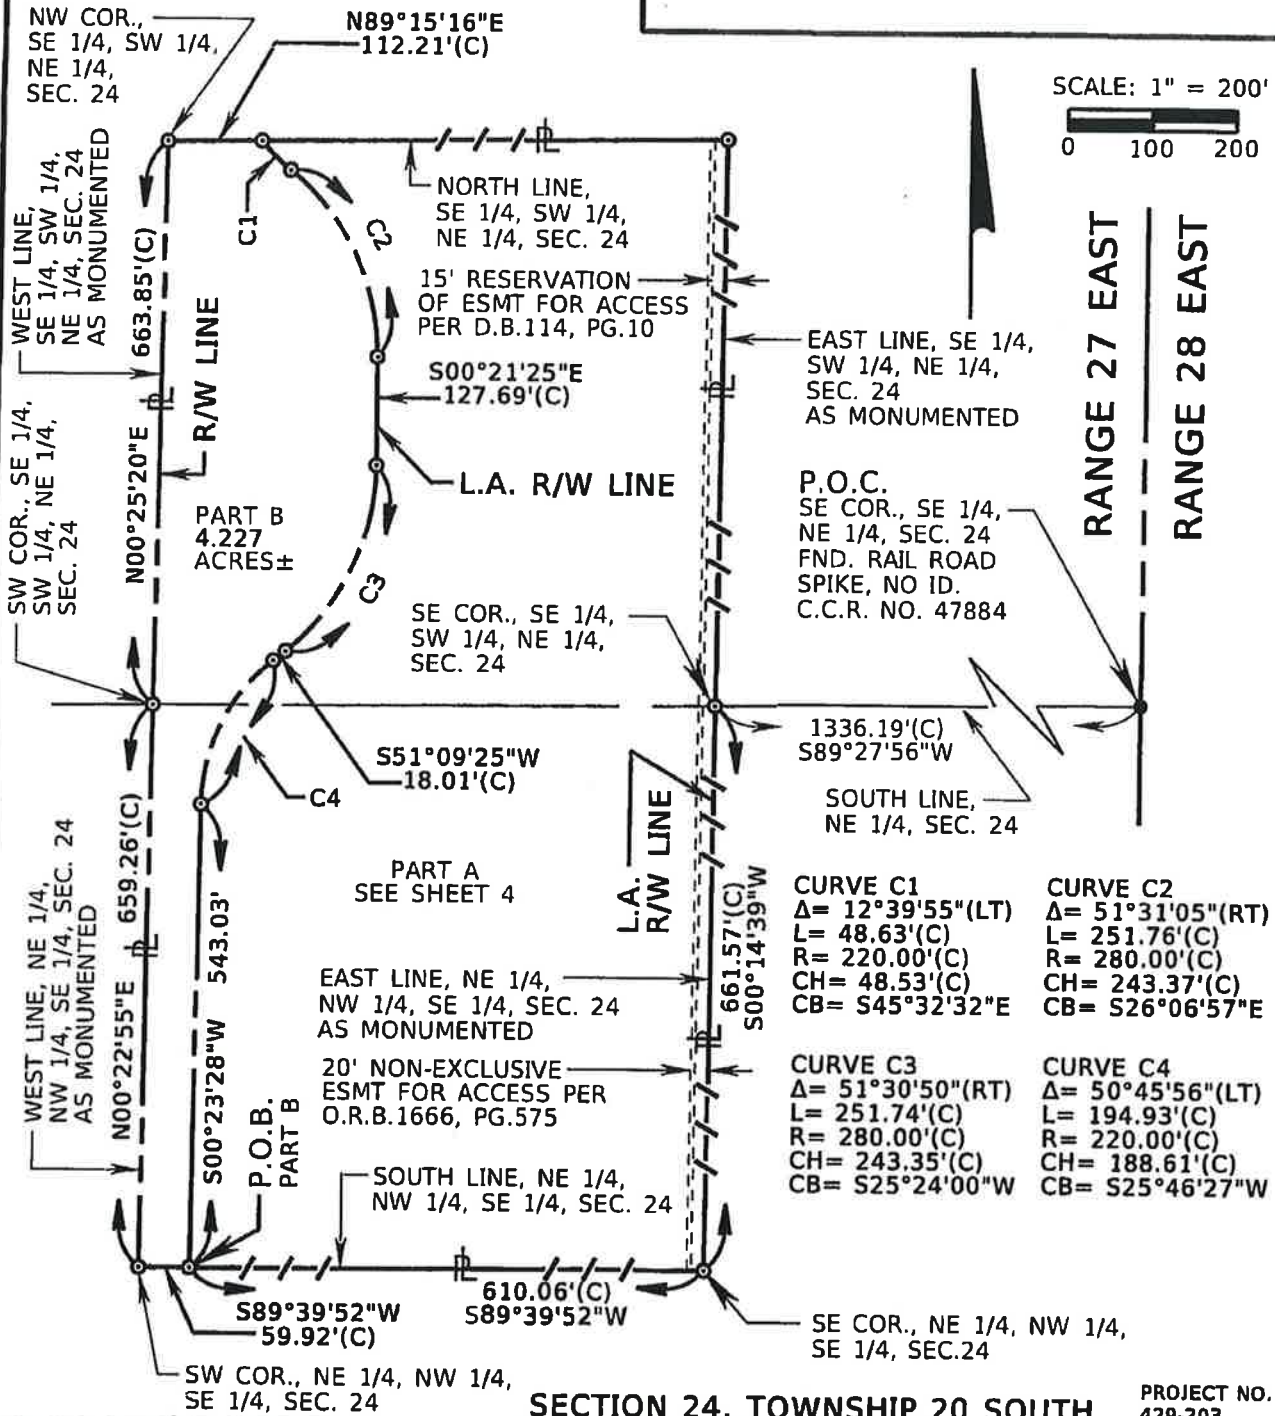 NW COR.,
SE 1/4, SW 1/4,
NE 1/4,
SEC. 24
N89°15'16"E
112.21'(C)
SCALE: 1" = 200'
0 100 200
WEST LINE,
SE 1/4, SW 1/4,
NE 1/4, SEC. 24
AS MONUMENTED
663.85'(C)
N00°25'20"E
R/W LINE
C1
C2
NORTH LINE,
SE 1/4, SW 1/4,
NE 1/4, SEC. 24
15' RESERVATION
OF ESMT FOR ACCESS
PER D.B.114, PG.10
S00°21'25"E
127.69'(C)
EAST LINE, SE 1/4,
SW 1/4, NE 1/4,
SEC. 24
AS MONUMENTED
RANGE 27 EAST
RANGE 28 EAST
SW COR., SE 1/4,
SW 1/4, NE 1/4,
SEC. 24
L.A. R/W LINE
P.O.C.
SE COR., SE 1/4,
NE 1/4, SEC. 24
FND. RAIL ROAD
SPIKE, NO ID.
C.C.R. NO. 47884
PART B
4.227
ACRES±
C3
SE COR., SE 1/4,
SW 1/4, NE 1/4,
SEC. 24
1336.19'(C)
S89°27'56"W
S51°09'25"W
18.01'(C)
C4
SOUTH LINE,
NE 1/4, SEC. 24
L.A.
R/W LINE
PART A
SEE SHEET 4
WEST LINE, NE 1/4,
NW 1/4, SE 1/4, SEC. 24
AS MONUMENTED
N00°22'55"E 659.26'(C)
S00°23'28"W 543.03'
P.O.B.
PART B
661.57'(C)
S00°14'39"W
EAST LINE, NE 1/4,
NW 1/4, SE 1/4, SEC. 24
AS MONUMENTED
20' NON-EXCLUSIVE
ESMT FOR ACCESS PER
O.R.B.1666, PG.575
SOUTH LINE, NE 1/4,
NW 1/4, SE 1/4, SEC. 24
CURVE C1
Δ= 12°39'55"(LT)
L= 48.63'(C)
R= 220.00'(C)
CH= 48.53'(C)
CB= S45°32'32"E
CURVE C2
Δ= 51°31'05"(RT)
L= 251.76'(C)
R= 280.00'(C)
CH= 243.37'(C)
CB= S26°06'57"E
CURVE C3
Δ= 51°30'50"(RT)
L= 251.74'(C)
R= 280.00'(C)
CH= 243.35'(C)
CB= S25°24'00"W
CURVE C4
Δ= 50°45'56"(LT)
L= 194.93'(C)
R= 220.00'(C)
CH= 188.61'(C)
CB= S25°46'27"W
610.06'(C)
S89°39'52"W
S89°39'52"W
59.92'(C)
SE COR., NE 1/4, NW 1/4,
SE 1/4, SEC.24
SW COR., NE 1/4, NW 1/4,
SE 1/4, SEC. 24
SECTION 24, TOWNSHIP 20 SOUTH
PROJECT NO.
429-203